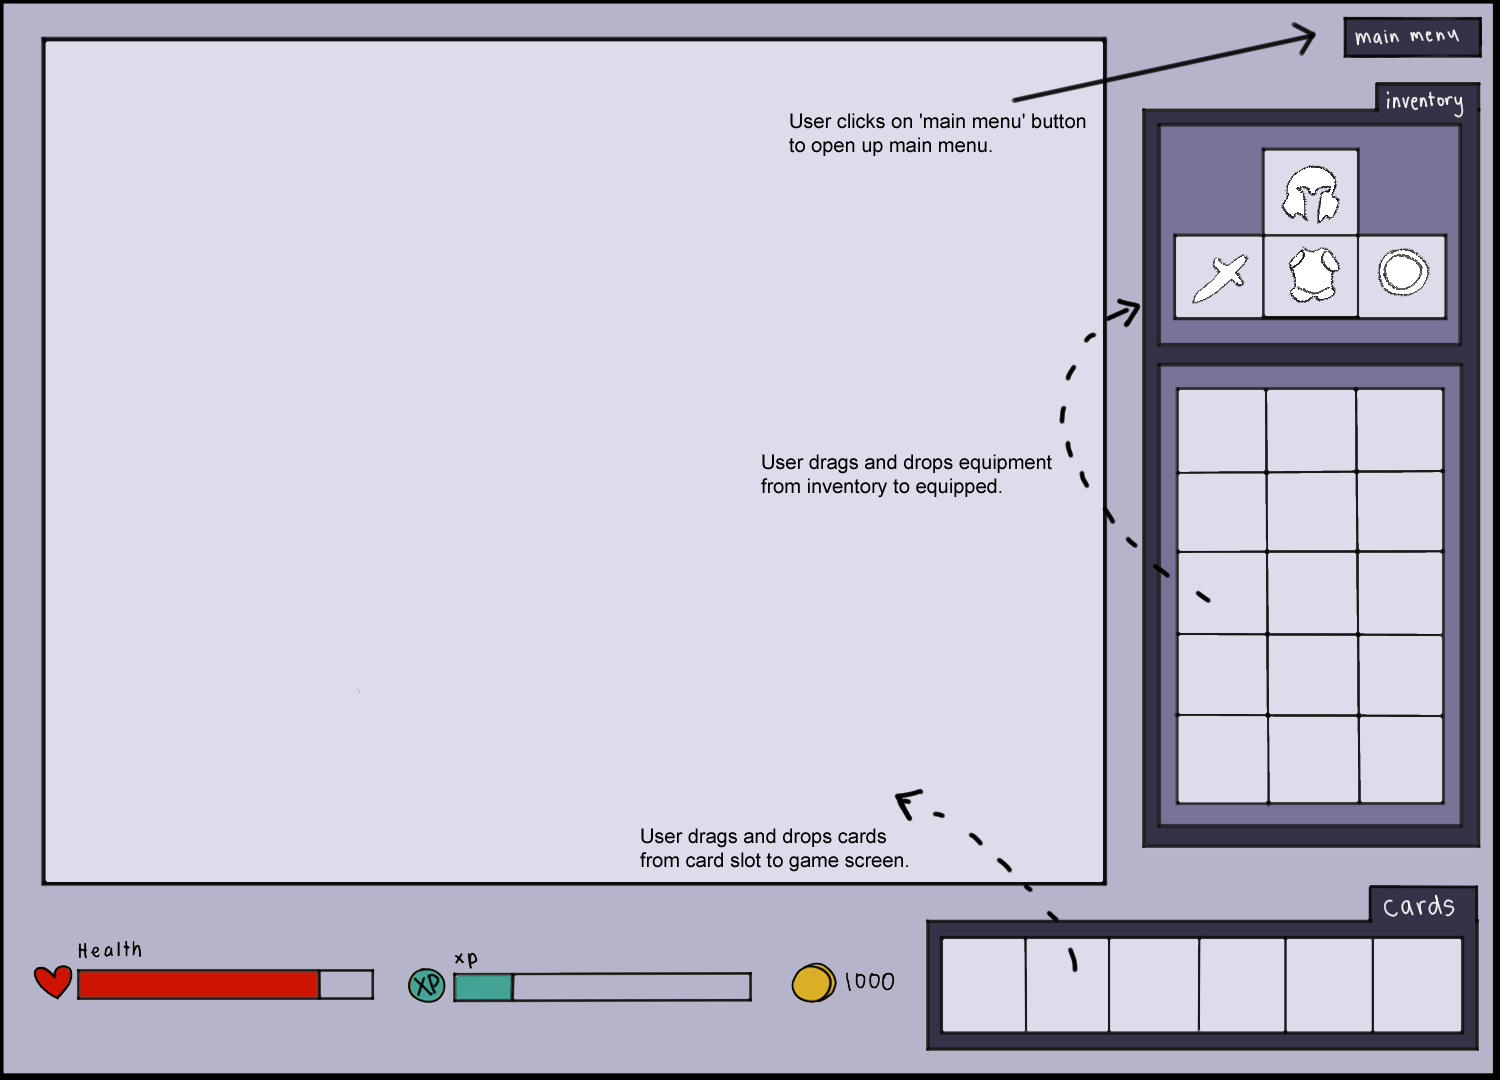 main menu
inventory
User clicks on 'main menu' button
to open up main menu.
User drags and drops equipment
from inventory to equipped.
User drags and drops cards
from card slot to game screen.
cards
Health
xp
XP
1000